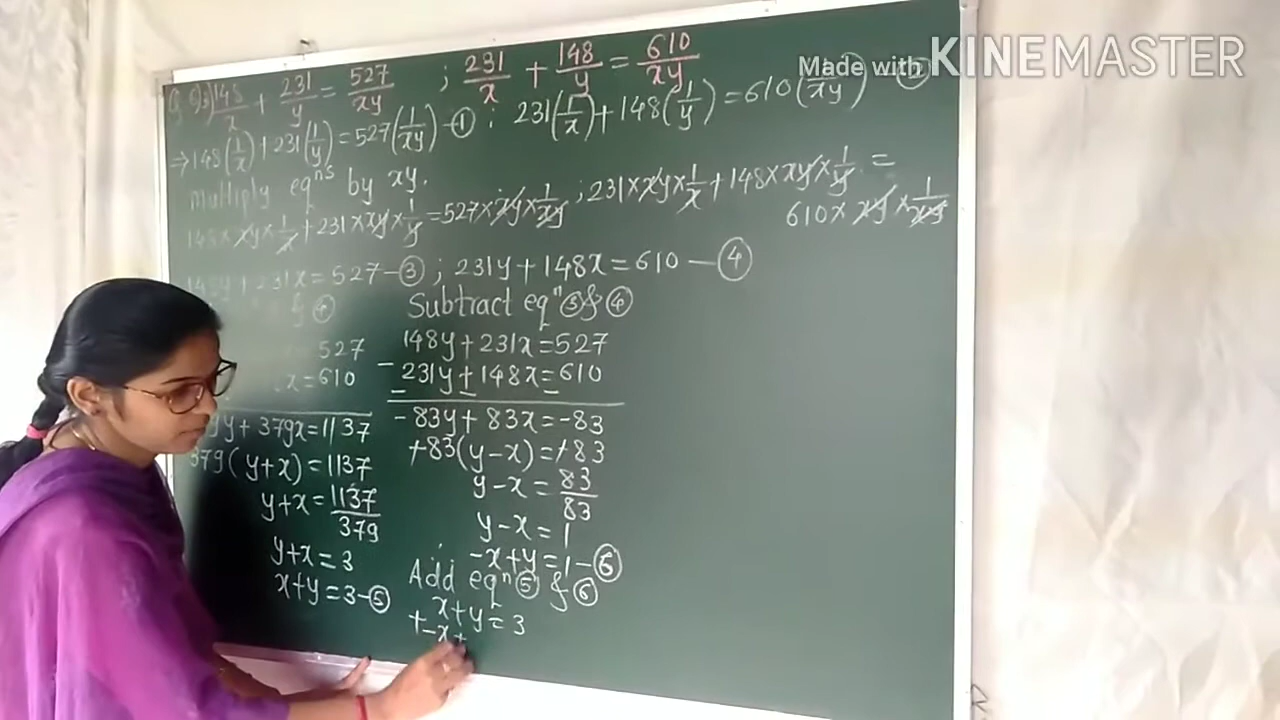 Made with KINEMASTER
148/x + 231/y = 527/xy ; 231/x + 148/y = 610/xy
⇒148(1/x)+231(1/y)=527(1/xy)-① ; 231(1/x)+148(1/y)=610(1/xy)
multiply eqⁿˢ by xy.
148×xy×1/x+231×xy×1/y=527×xy×1/xy ; 231×xy×1/x+148×xy×1/y=
610×xy×1/xy
148y+231x=527-③ ; 231y+148x=610—④
Subtract eqⁿ ③&④
527
x=610
379x=1137
379(y+x)=1137
y+x=1137/379
y+x=3
x+y=3-⑤
148y+231x=527
-231y+148x=610
- - -
-83y+83x=-83
+83(y-x)=+83
y-x=83/83
y-x=1
-x+y=1-⑥
Add eqⁿ ⑤ & ⑥
x+y=3
+-x+